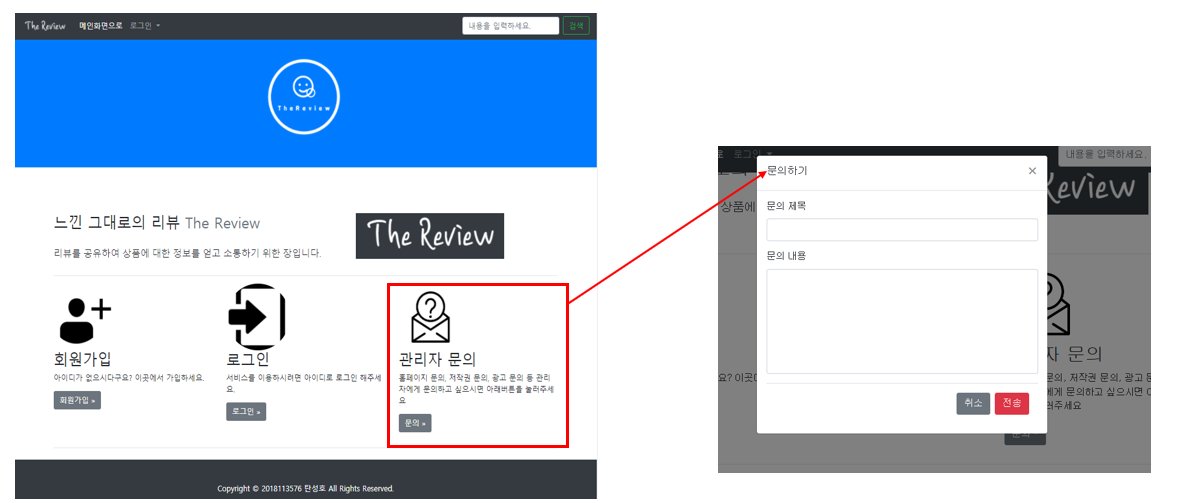 The Review 메인화면으로 로그인 내용을 입력하세요. 검색
TheReview
느낀 그대로의 리뷰 The Review
The Review
리뷰를 공유하여 상품에 대한 정보를 얻고 소통하기 위한 장입니다.
회원가입
아이디가 없으시다구요? 이곳에서 가입하세요.
회원가입 »
로그인
서비스를 이용하시려면 아이디로 로그인 해주세
요.
로그인 »
관리자 문의
홈페이지 문의, 저작권 문의, 광고 문의 등 관리
자에게 문의하고 싶으시면 아래버튼을 눌러주세
요
문의 »
Copyright © 2018113576 탄성호 All Rights Reserved.
로그인 내용을 입력하세요.
문의하기 ×
Review
상품에
문의 제목
문의 내용
자 문의
요? 이곳
문의, 저작권 문의, 광고
에게 문의하고 싶으시면
러주세요
취소 전송
문의